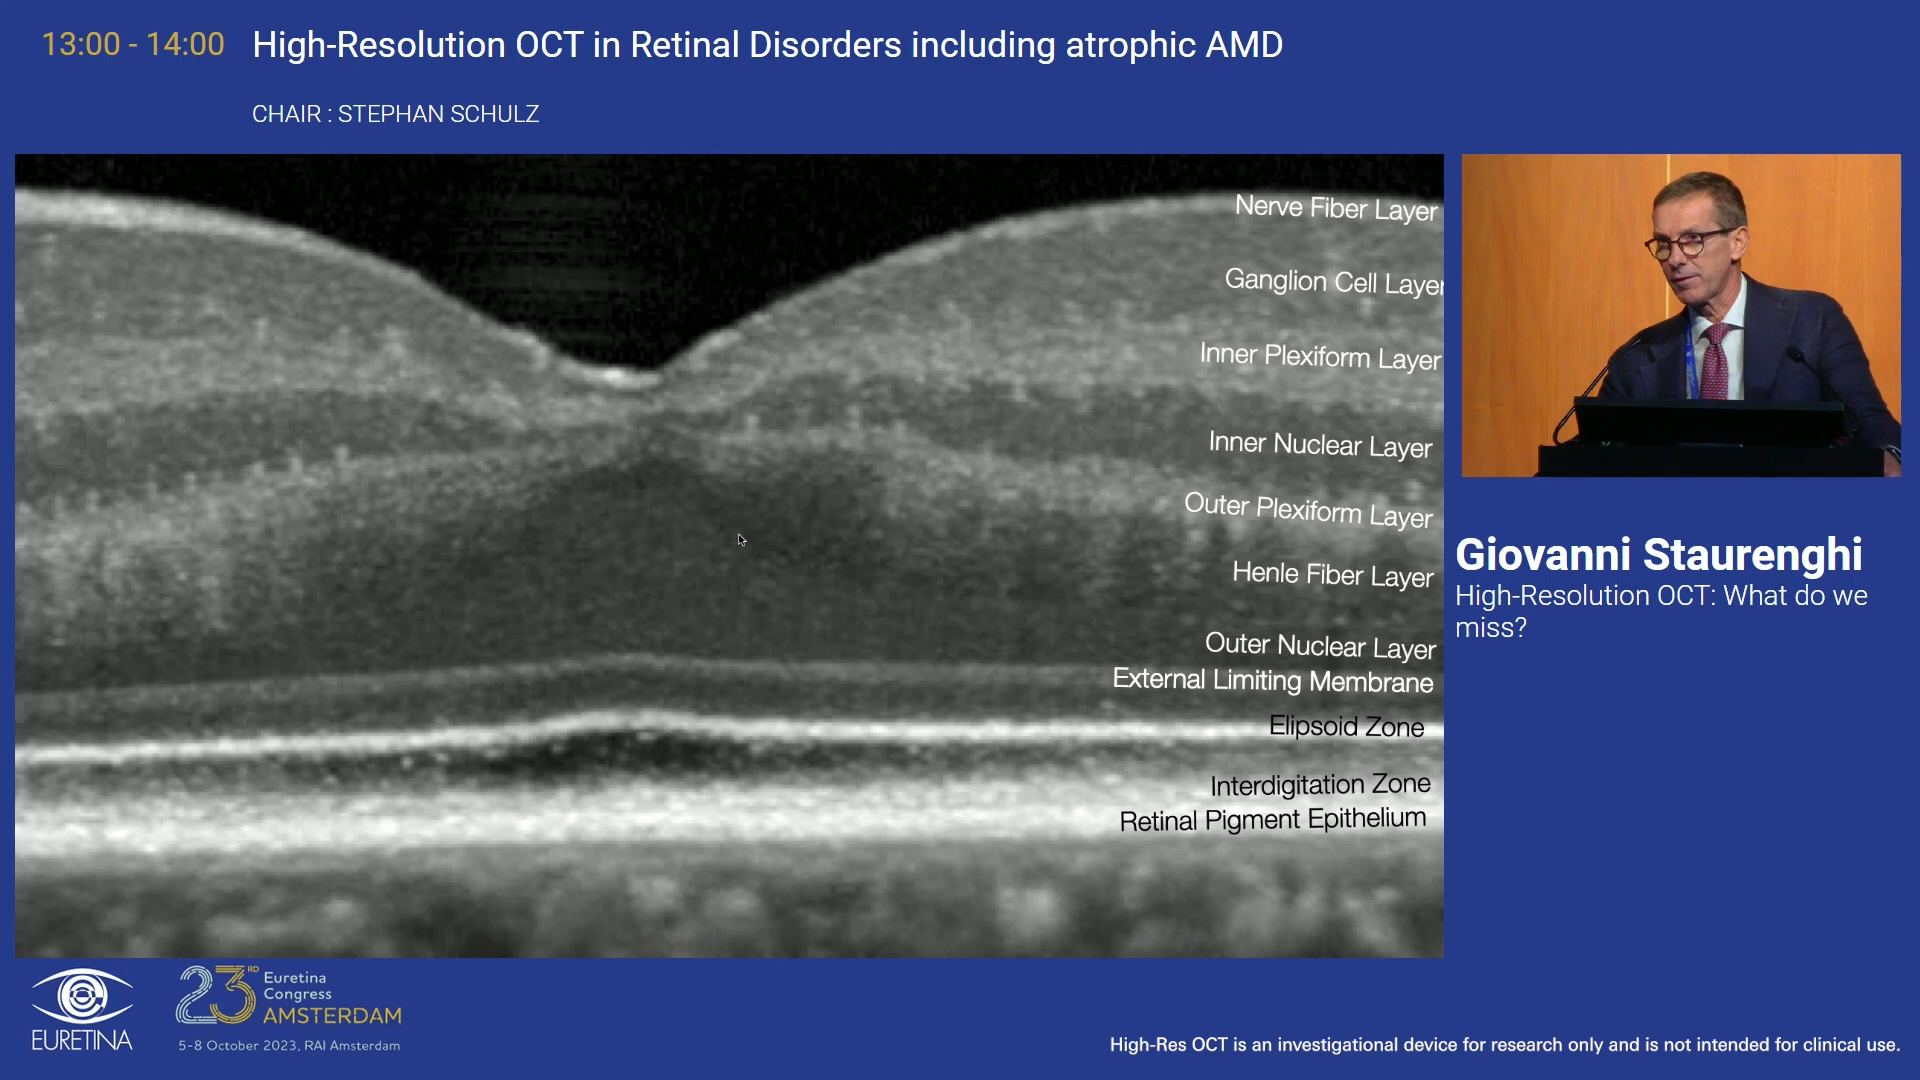 13:00 - 14:00 High-Resolution OCT in Retinal Disorders including atrophic AMD
CHAIR : STEPHAN SCHULZ
Nerve Fiber Layer
Ganglion Cell Layer
Inner Plexiform Layer
Inner Nuclear Layer
Outer Plexiform Layer
Henle Fiber Layer
Outer Nuclear Layer
External Limiting Membrane
Elipsoid Zone
Interdigitation Zone
Retinal Pigment Epithelium
Giovanni Staurenghi
High-Resolution OCT: What do we
miss?
EURETINA
23RD Euretina
Congress
AMSTERDAM
5-8 October 2023, RAI Amsterdam
High-Res OCT is an investigational device for research only and is not intended for clinical use.